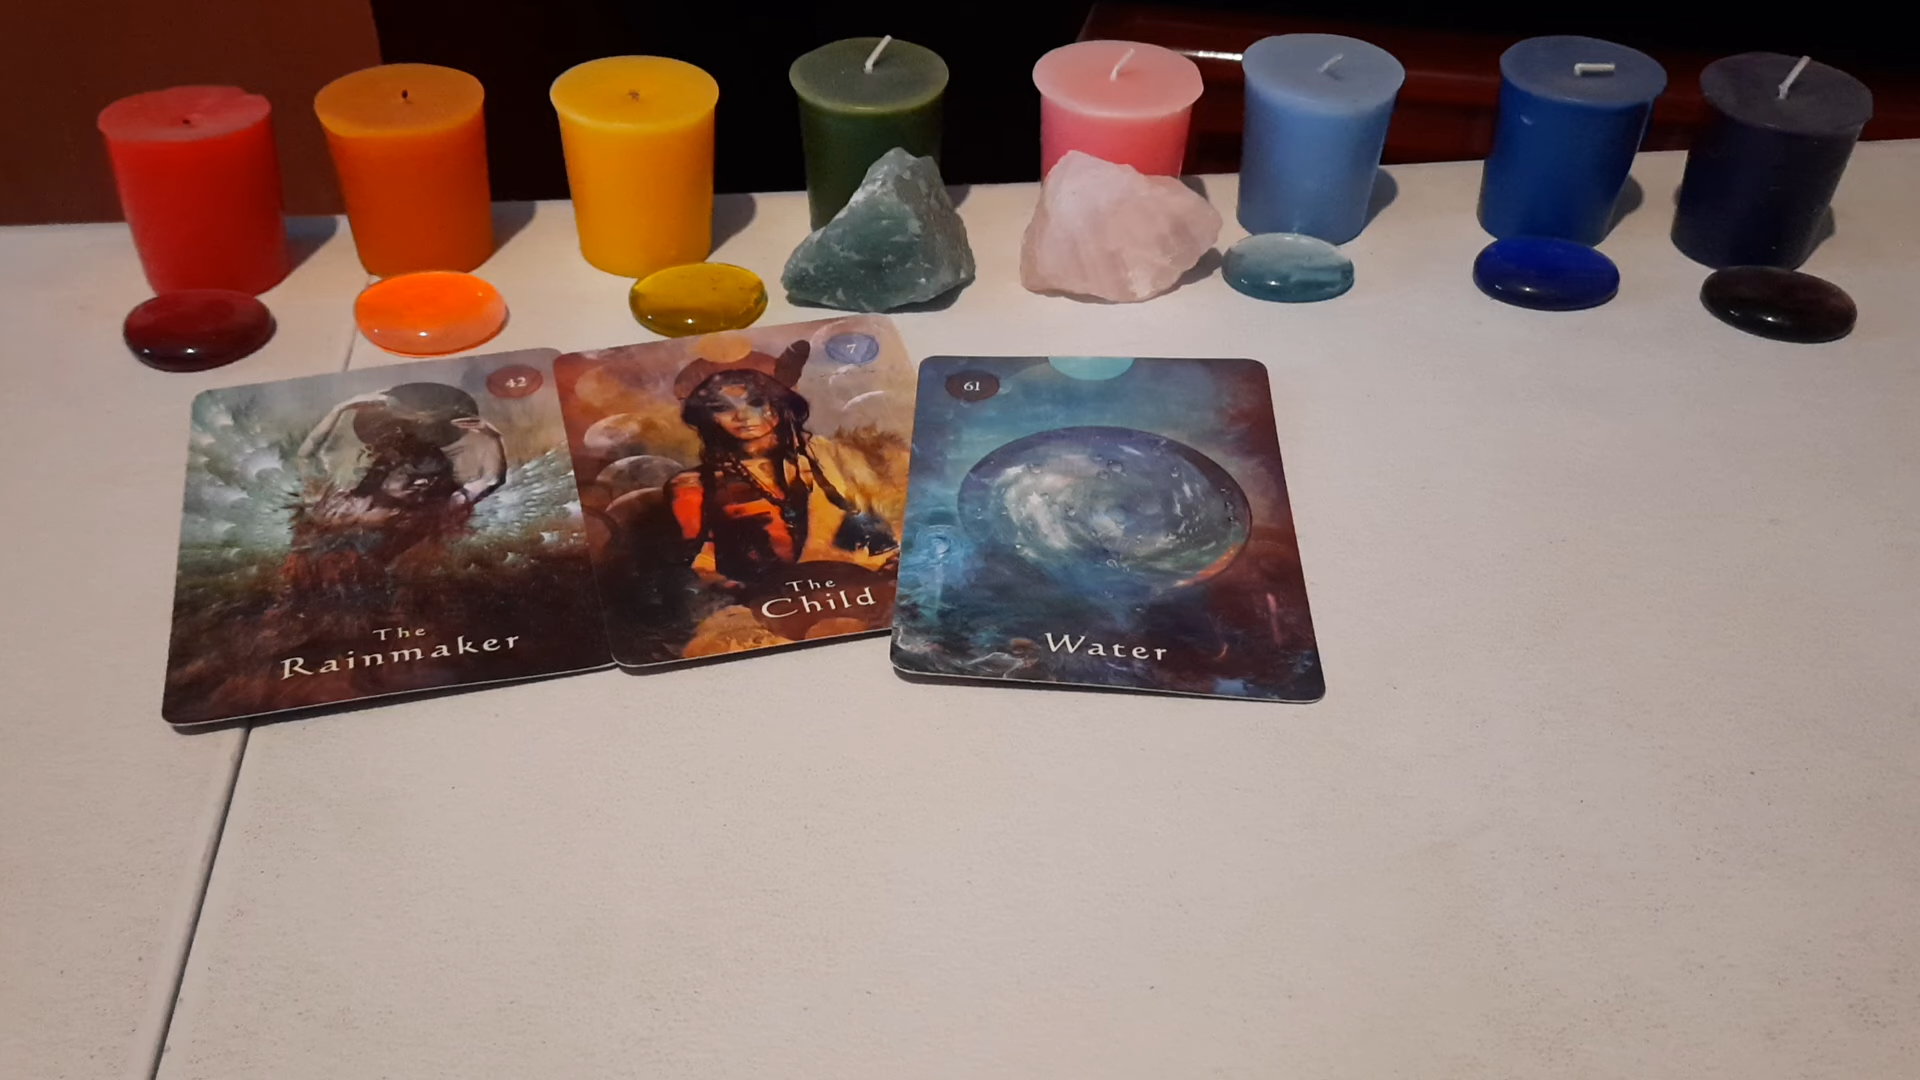 42
The
Rainmaker
7
The
Child
61
Water